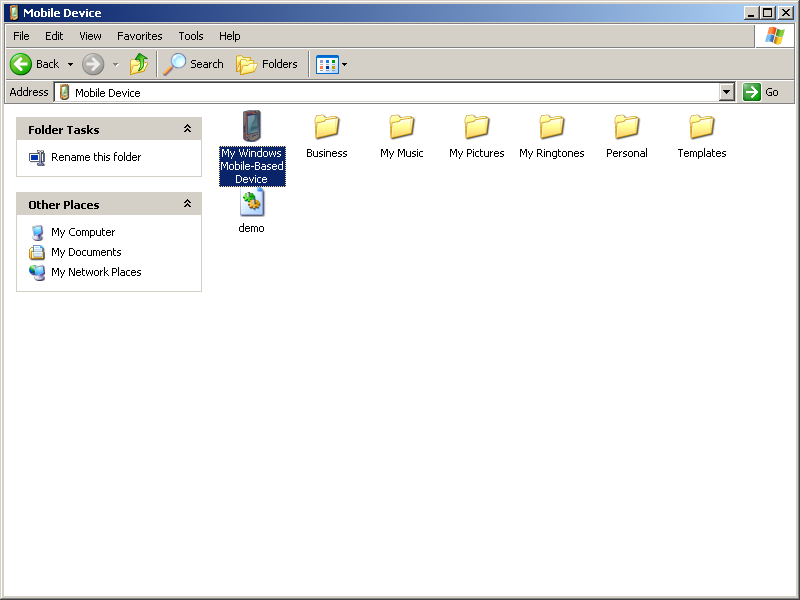 Mobile Device
File Edit View Favorites Tools Help
Back Search Folders
Address Mobile Device Go
Folder Tasks
Rename this folder
Other Places
My Computer
My Documents
My Network Places
My Windows
Mobile-Based
Device
Business
My Music
My Pictures
My Ringtones
Personal
Templates
demo